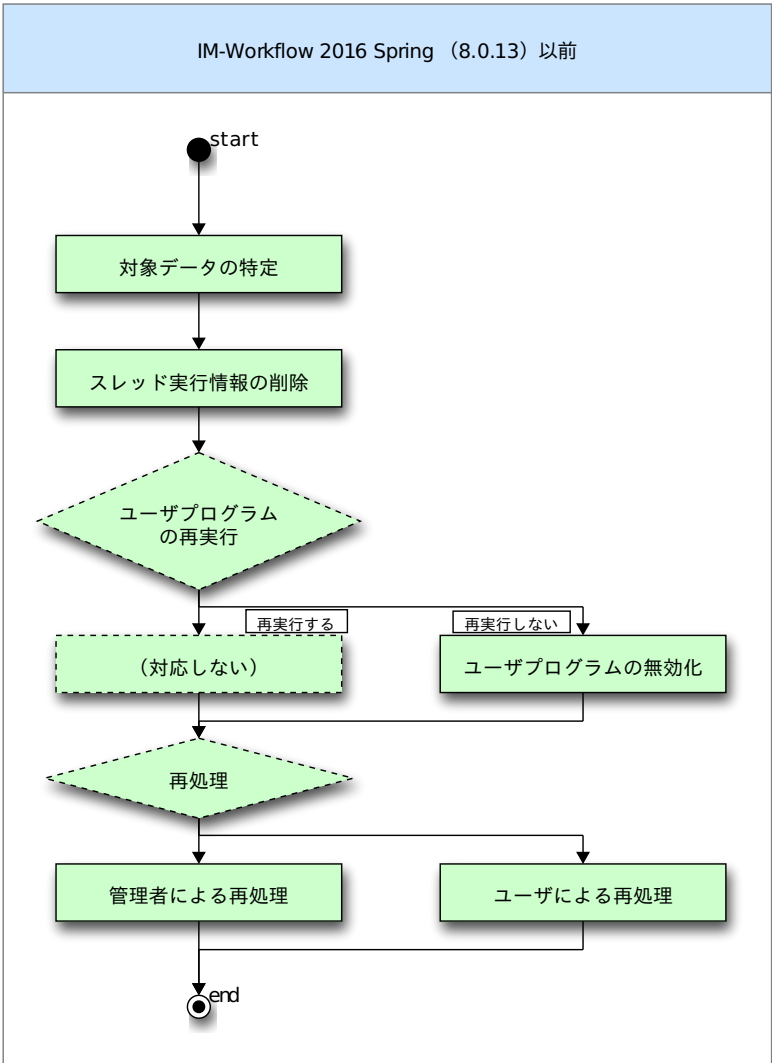 IM-Workflow 2016 Spring （8.0.13）以前
start
対象データの特定
スレッド実行情報の削除
ユーザプログラム
の再実行
再実行する
再実行しない
（対応しない）
ユーザプログラムの無効化
再処理
管理者による再処理
ユーザによる再処理
end